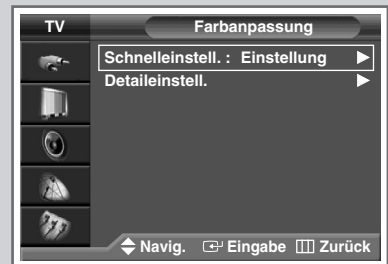 TV
Farbanpassung
Schnelleinstell. : Einstellung
Detaileinstell.
Navig. Eingabe Zurück